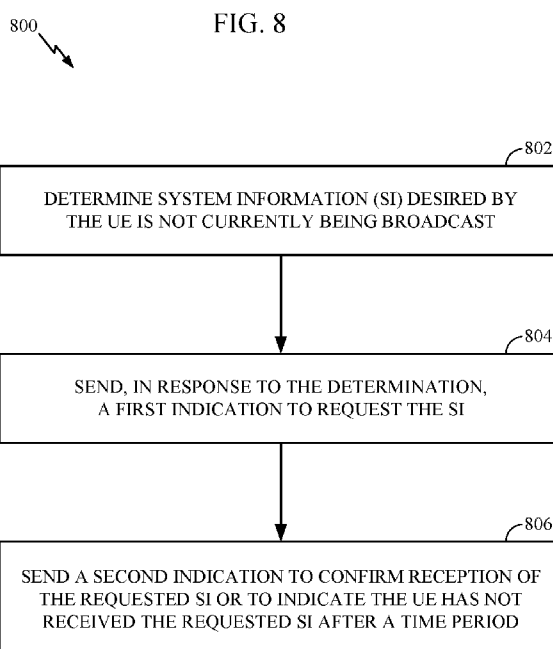 FIG. 8
800
802
DETERMINE SYSTEM INFORMATION (SI) DESIRED BY
THE UE IS NOT CURRENTLY BEING BROADCAST
804
SEND, IN RESPONSE TO THE DETERMINATION,
A FIRST INDICATION TO REQUEST THE SI
806
SEND A SECOND INDICATION TO CONFIRM RECEPTION OF
THE REQUESTED SI OR TO INDICATE THE UE HAS NOT
RECEIVED THE REQUESTED SI AFTER A TIME PERIOD